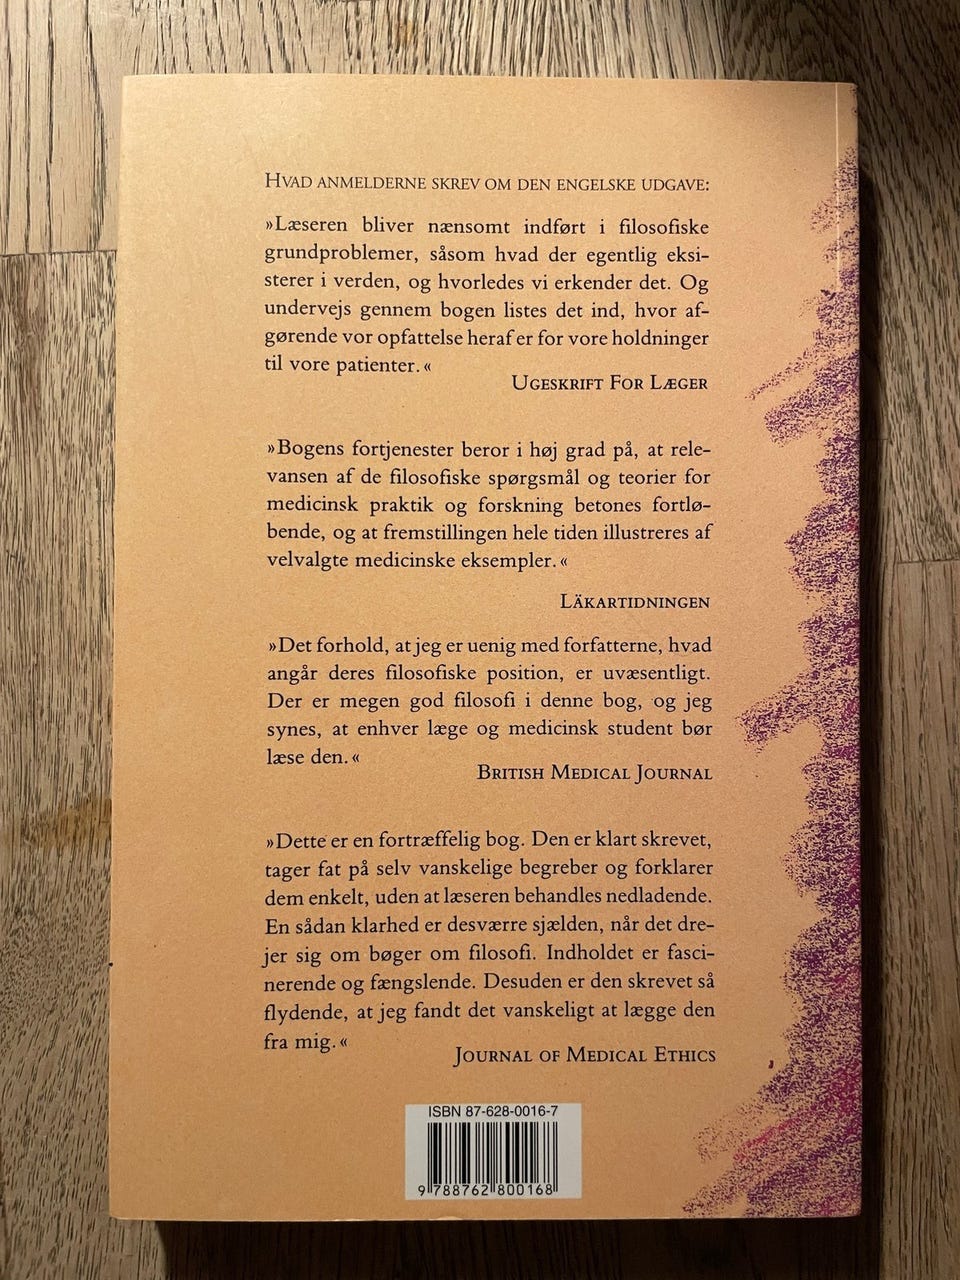 HVAD ANMELDERNE SKREV OM DEN ENGELSKE UDGAVE:
»Læseren bliver nænsomt indført i filosofiske
grundproblemer, såsom hvad der egentlig eksi-
sterer i verden, og hvorledes vi erkender det. Og
undervejs gennem bogen listes det ind, hvor af-
gørende vor opfattelse heraf er for vore holdninger
til vore patienter.«
UGESKRIFT FOR LÆGER
»Bogens fortjenester beror i høj grad på, at rele-
vansen af de filosofiske spørgsmål og teorier for
medicinsk praktik og forskning betones fortlø-
bende, og at fremstillingen hele tiden illustreres af
velvalgte medicinske eksempler.«
LÄKARTIDNINGEN
»Det forhold, at jeg er uenig med forfatterne, hvad
angår deres filosofiske position, er uvæsentligt.
Der er megen god filosofi i denne bog, og jeg
synes, at enhver læge og medicinsk student bør
læse den.«
BRITISH MEDICAL JOURNAL
»Dette er en fortræffelig bog. Den er klart skrevet,
tager fat på selv vanskelige begreber og forklarer
dem enkelt, uden at læseren behandles nedladende.
En sådan klarhed er desværre sjælden, når det dre-
jer sig om bøger om filosofi. Indholdet er fasci-
nerende og fængslende. Desuden er den skrevet så
flydende, at jeg fandt det vanskeligt at lægge den
fra mig.«
JOURNAL OF MEDICAL ETHICS
ISBN 87-628-0016-7
9 788762 800168